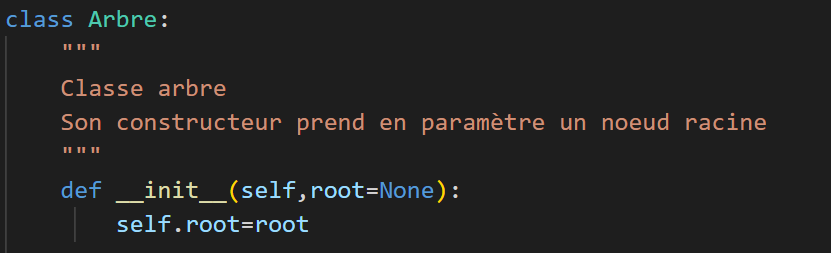 class Arbre:
    """
    Classe arbre
    Son constructeur prend en paramètre un noeud racine
    """
    def __init__(self,root=None):
        self.root=root